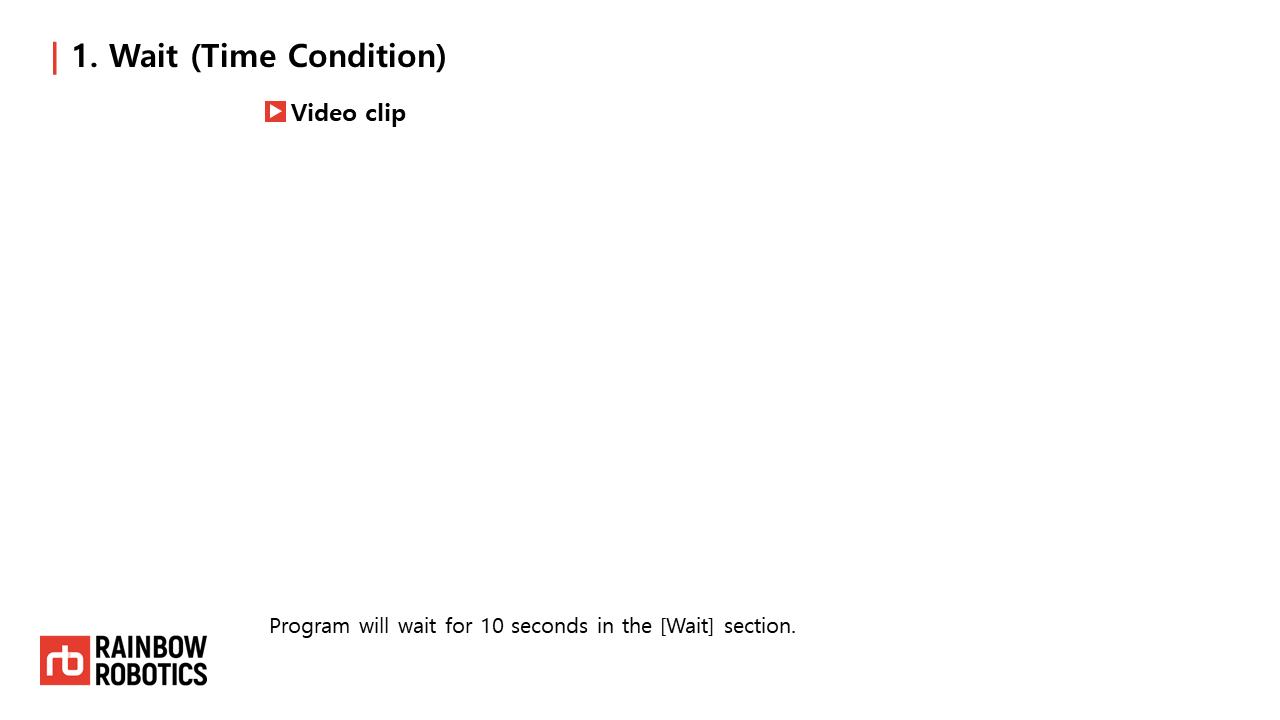 1. Wait (Time Condition)
Video clip
Program will wait for 10 seconds in the [Wait] section.
rb RAINBOW
ROBOTICS